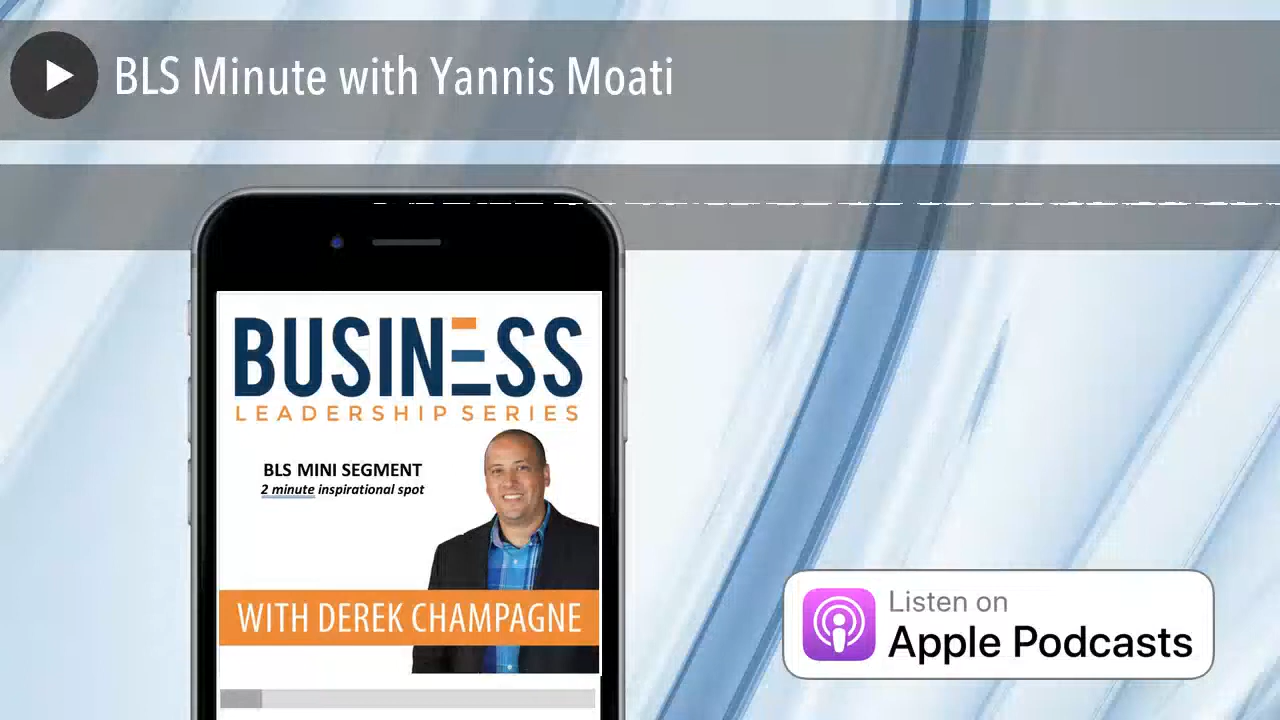 BLS Minute with Yannis Moati
BUSINESS
LEADERSHIP SERIES
BLS MINI SEGMENT
2 minute inspirational spot
WITH DEREK CHAMPAGNE
Listen on
Apple Podcasts